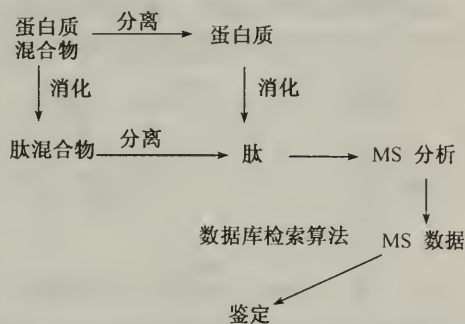 蛋白质
混合物
分离
蛋白质
消化
消化
肽混合物
分离
肽
MS 分析
数据库检索算法
MS 数据
鉴定